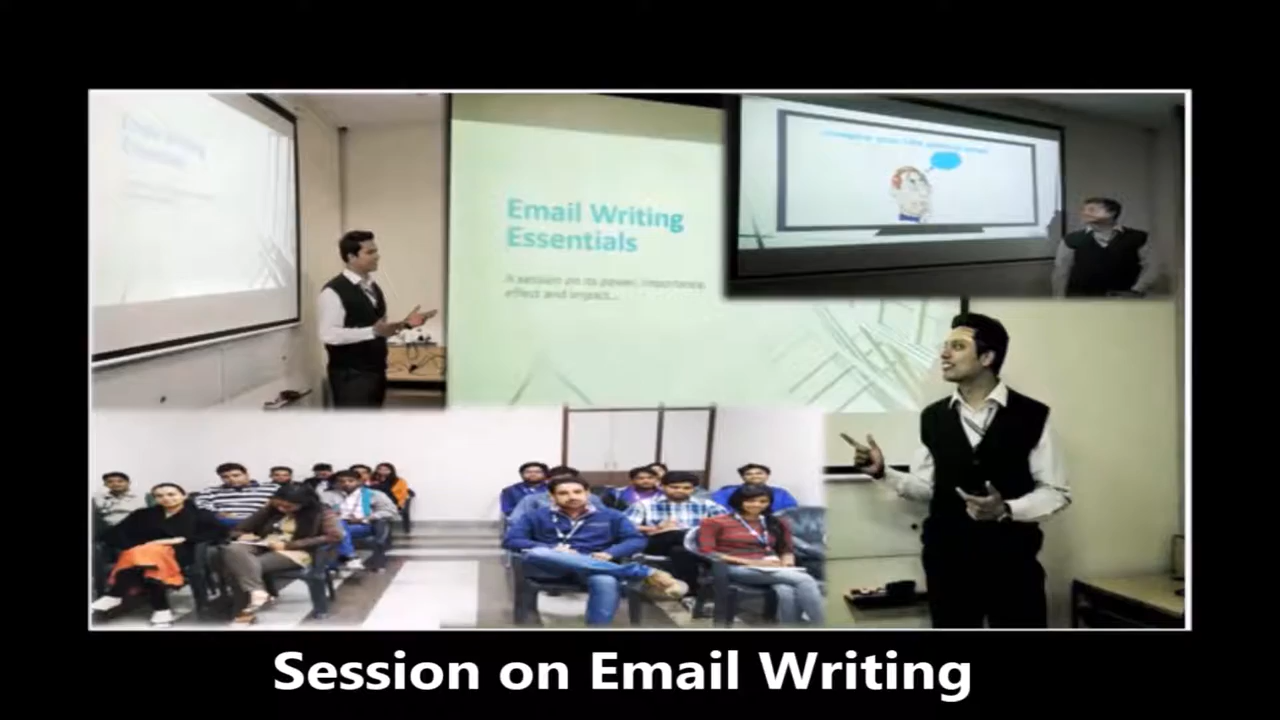 Email Writing
Essentials
A session on its power, importance,
effect and impact...
Session on Email Writing